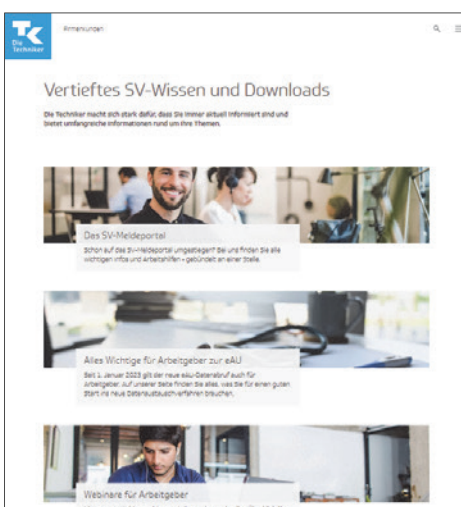 TK
Die
Techniker
Firmenkunden
Vertieftes SV-Wissen und Downloads
Die Techniker macht sich stark dafür, dass Sie immer aktuell informiert sind und
bietet umfangreiche Informationen rund um Ihre Themen.
Das SV-Meldeportal
Schon auf das SV-Meldeportal umgestiegen? Bei uns finden Sie alle
wichtigen Infos und Arbeitshilfen – gebündelt an einer Stelle.
Alles Wichtige für Arbeitgeber zur eAU
Seit 1. Januar 2023 gilt der neue eAU-Datenabruf auch für
Arbeitgeber. Auf unserer Seite finden Sie alles, was Sie für einen guten
Start ins neue Datenaustauschverfahren brauchen.
Webinare für Arbeitgeber